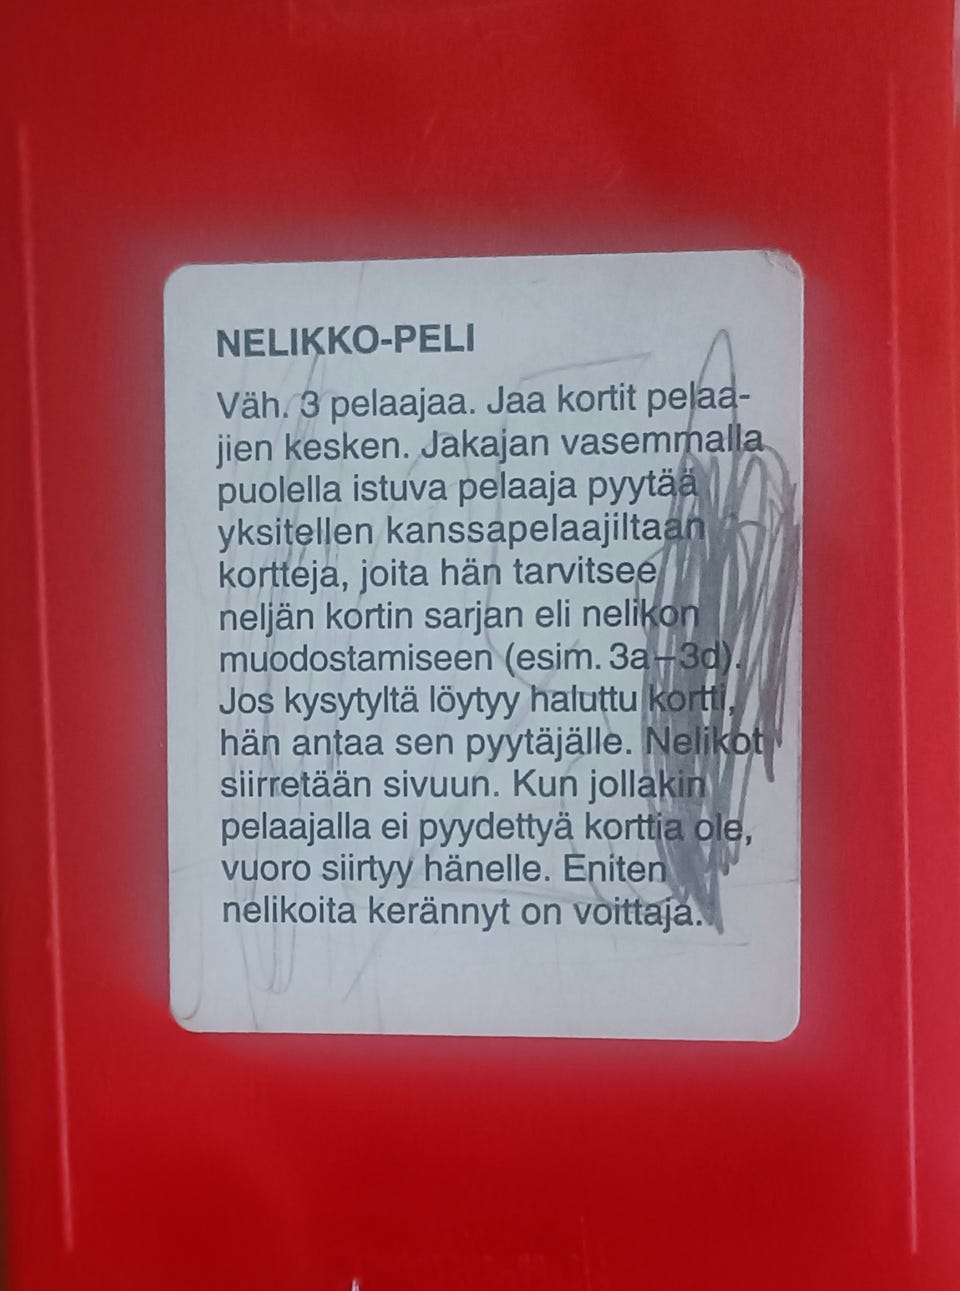 NELIKKO-PELI
Väh. 3 pelaajaa. Jaa kortit pelaa-
jien kesken. Jakajan vasemmalla
puolella istuva pelaaja pyytää
yksitellen kanssapelaajiltaan
kortteja, joita hän tarvitsee
neljän kortin sarjan eli nelikon
muodostamiseen (esim. 3a–3d).
Jos kysytyltä löytyy haluttu kortti,
hän antaa sen pyytäjälle. Nelikot
siirretään sivuun. Kun jollakin
pelaajalla ei pyydettyä korttia ole,
vuoro siirtyy hänelle. Eniten
nelikoita kerännyt on voittaja.